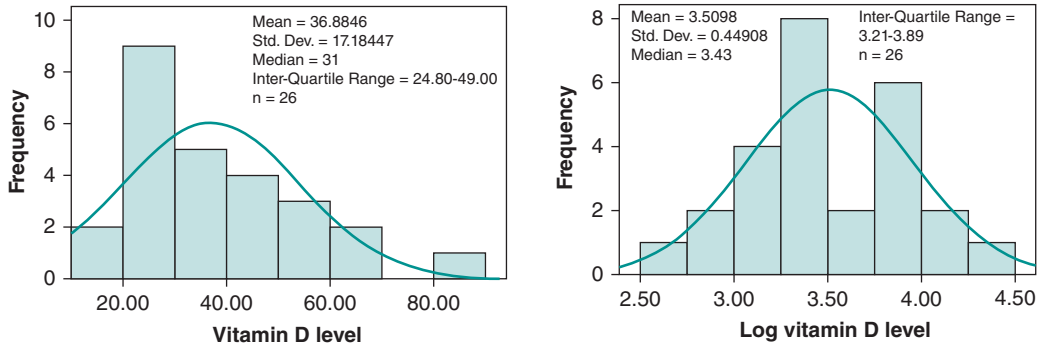 Mean = 36.8846
Std. Dev. = 17.18447
Median = 31
Inter-Quartile Range = 24.80-49.00
n = 26
10
8
6
4
2
0
Frequency
20.00 40.00 60.00 80.00
Vitamin D level
Mean = 3.5098
Std. Dev. = 0.44908
Median = 3.43
Inter-Quartile Range =
3.21-3.89
n = 26
8
6
4
2
0
Frequency
2.50 3.00 3.50 4.00 4.50
Log vitamin D level